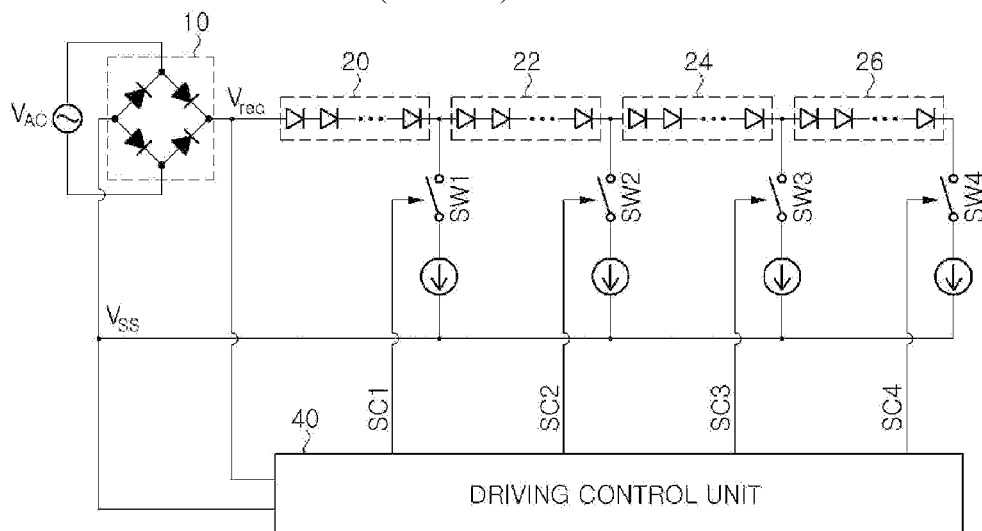 10
20
22
24
26
VAC
Vrec
SW1
SW2
SW3
SW4
VSS
SC1
SC2
SC3
SC4
40
DRIVING CONTROL UNIT